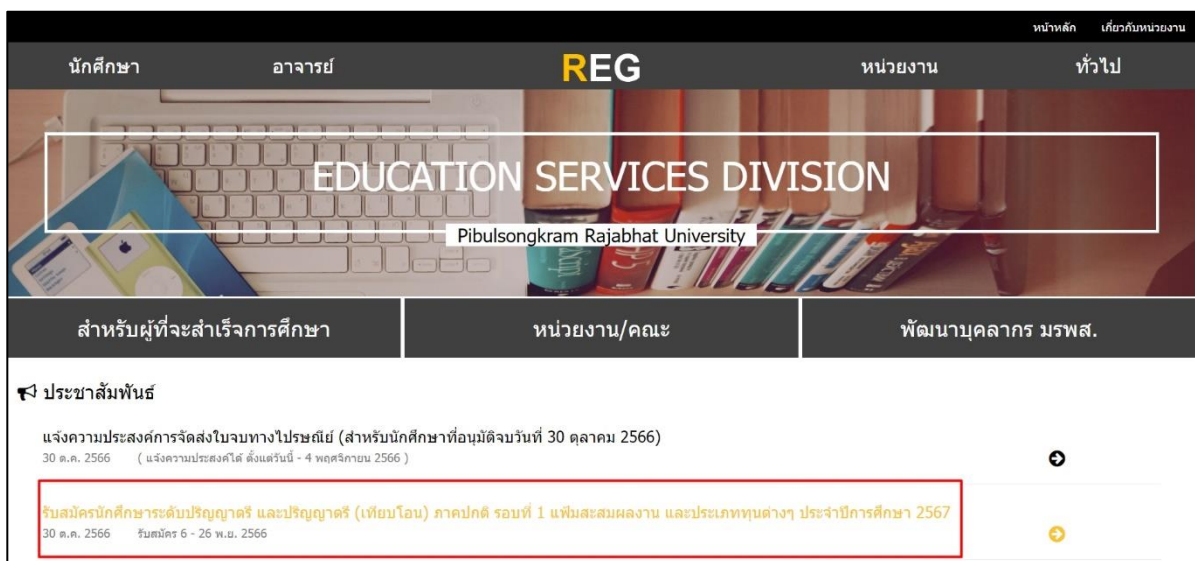 หน้าหลัก เกี่ยวกับหน่วยงาน
นักศึกษา อาจารย์ REG หน่วยงาน ทั่วไป
EDUCATION SERVICES DIVISION
Pibulsongkram Rajabhat University
สำหรับผู้ที่จะสำเร็จการศึกษา หน่วยงาน/คณะ พัฒนาบุคลากร มรพส.
ประชาสัมพันธ์
แจ้งความประสงค์การจัดส่งใบจบทางไปรษณีย์ (สำหรับนักศึกษาที่อนุมัติจบวันที่ 30 ตุลาคม 2566)
30 ต.ค. 2566 ( แจ้งความประสงค์ได้ ตั้งแต่วันนี้ - 4 พฤศจิกายน 2566 )
รับสมัครนักศึกษาระดับปริญญาตรี และปริญญาตรี (เทียบโอน) ภาคปกติ รอบที่ 1 แฟ้มสะสมผลงาน และประเภททุนต่างๆ ประจำปีการศึกษา 2567
30 ต.ค. 2566 รับสมัคร 6 - 26 พ.ย. 2566